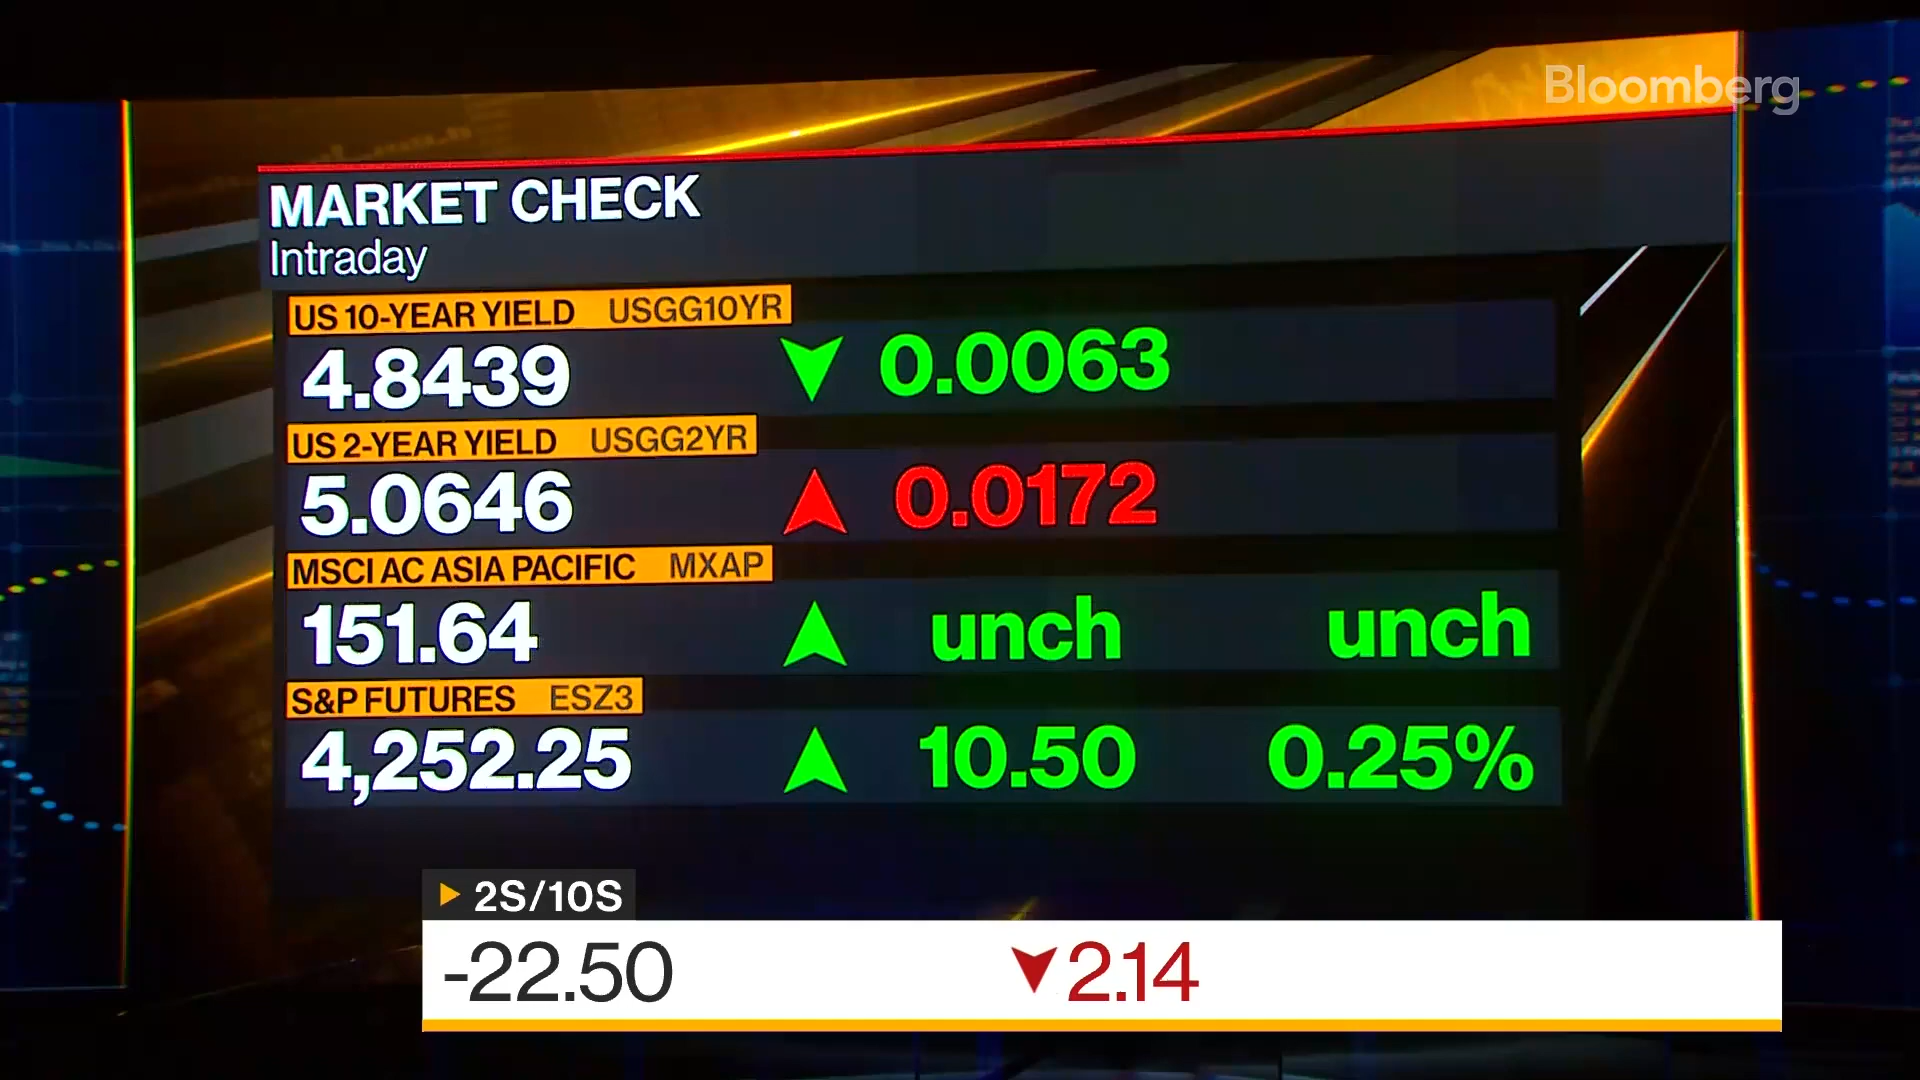 Bloomberg
MARKET CHECK
Intraday
US 10-YEAR YIELD USGG10YR
4.8439 0.0063
US 2-YEAR YIELD USGG2YR
5.0646 0.0172
MSCI AC ASIA PACIFIC MXAP
151.64 unch unch
S&P FUTURES ESZ3
4,252.25 10.50 0.25%
2S/10S
-22.50 2.14